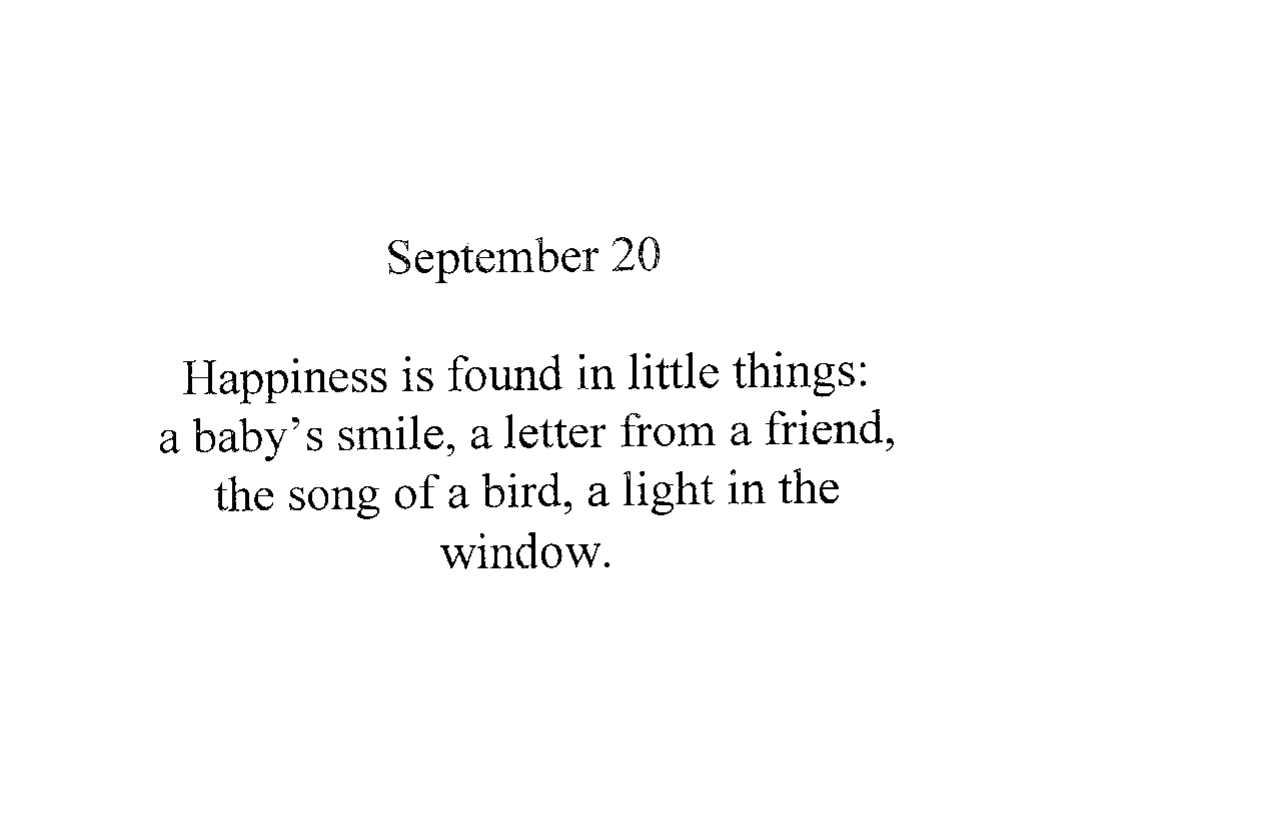 September 20
Happiness is found in little things:
a baby’s smile, a letter from a friend,
the song of a bird, a light in the
window.